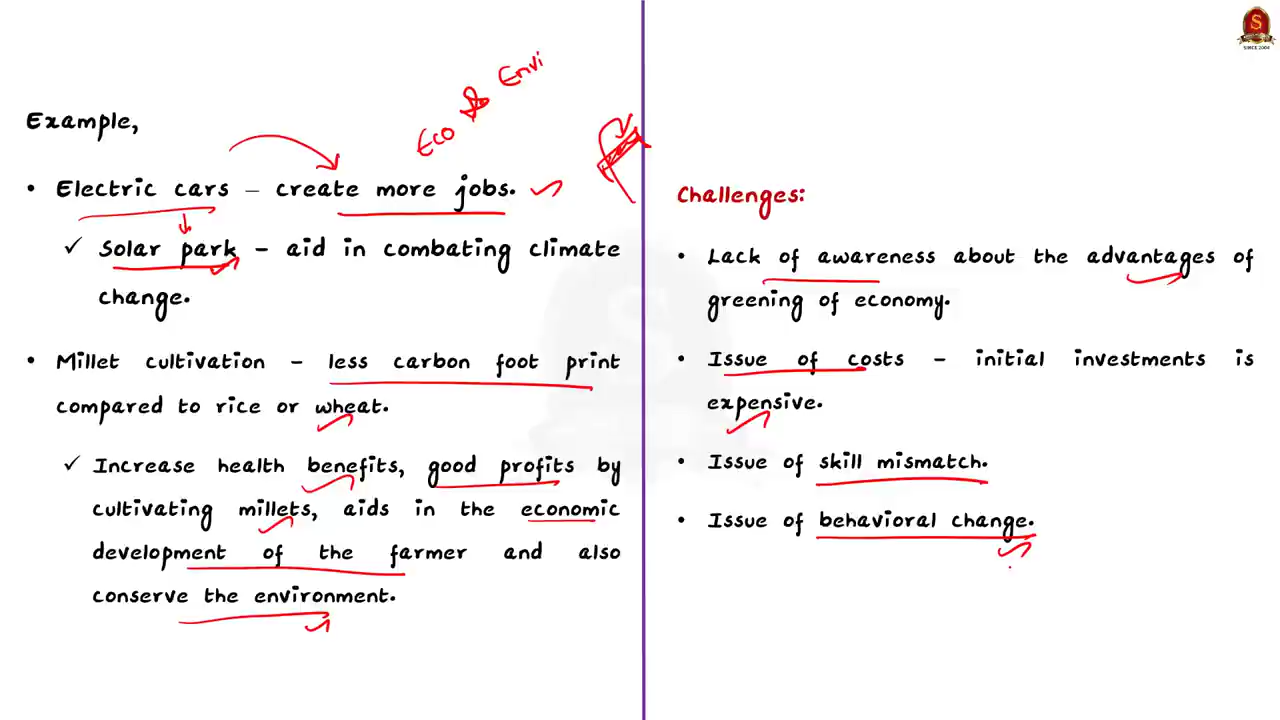 Eco & Envi
Example,
• Electric cars – create more jobs.
✓ Solar park – aid in combating climate
change.
• Millet cultivation – less carbon foot print
compared to rice or wheat.
✓ Increase health benefits, good profits by
cultivating millets, aids in the economic
development of the farmer and also
conserve the environment.
Challenges:
• Lack of awareness about the advantages of
greening of economy.
• Issue of costs – initial investments is
expensive.
• Issue of skill mismatch.
• Issue of behavioral change.
S
SINCE 2004